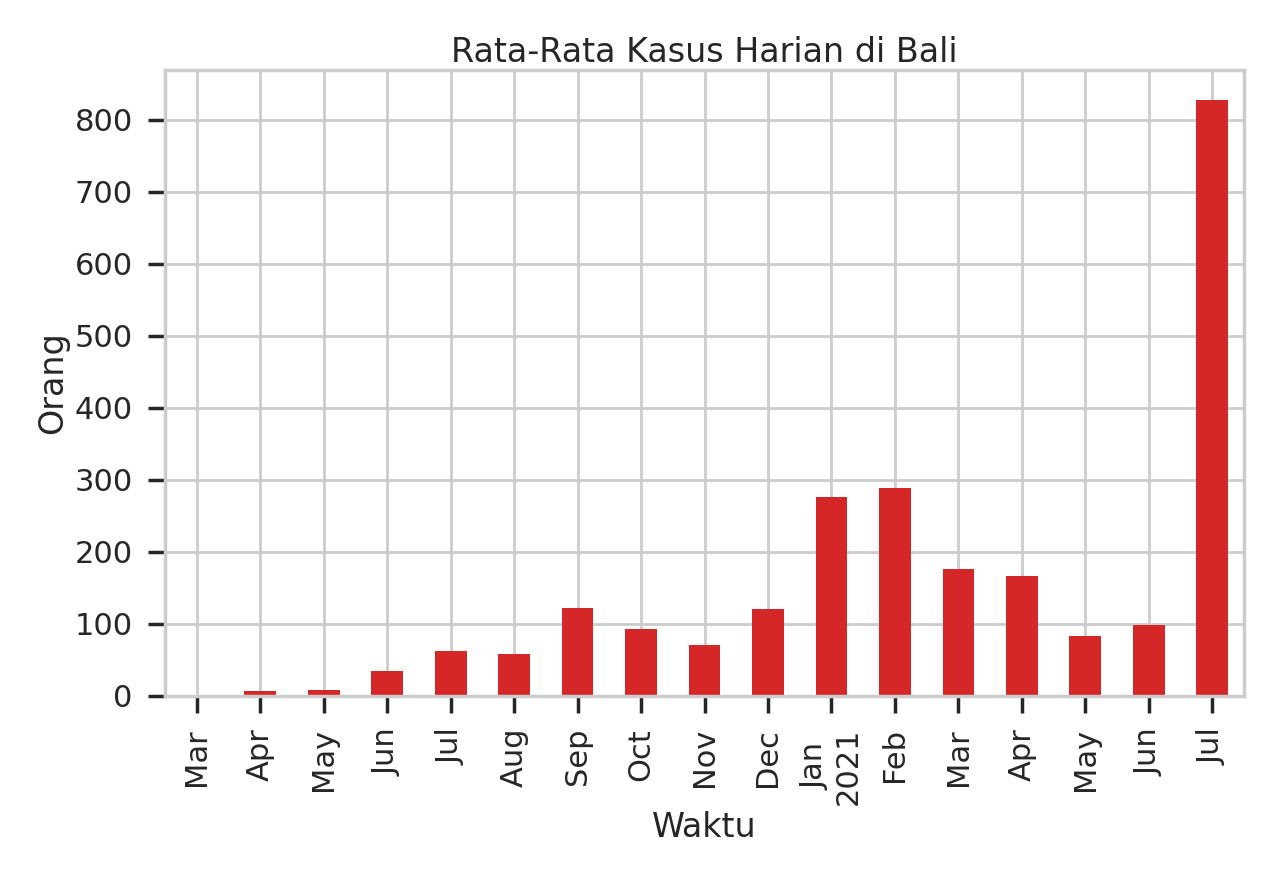 Rata-Rata Kasus Harian di Bali
800
700
600
500
400
300
200
100
0
Orang
Mar
Apr
May
Jun
Jul
Aug
Sep
Oct
Nov
Dec
Jan
2021
Feb
Mar
Apr
May
Jun
Jul
Waktu